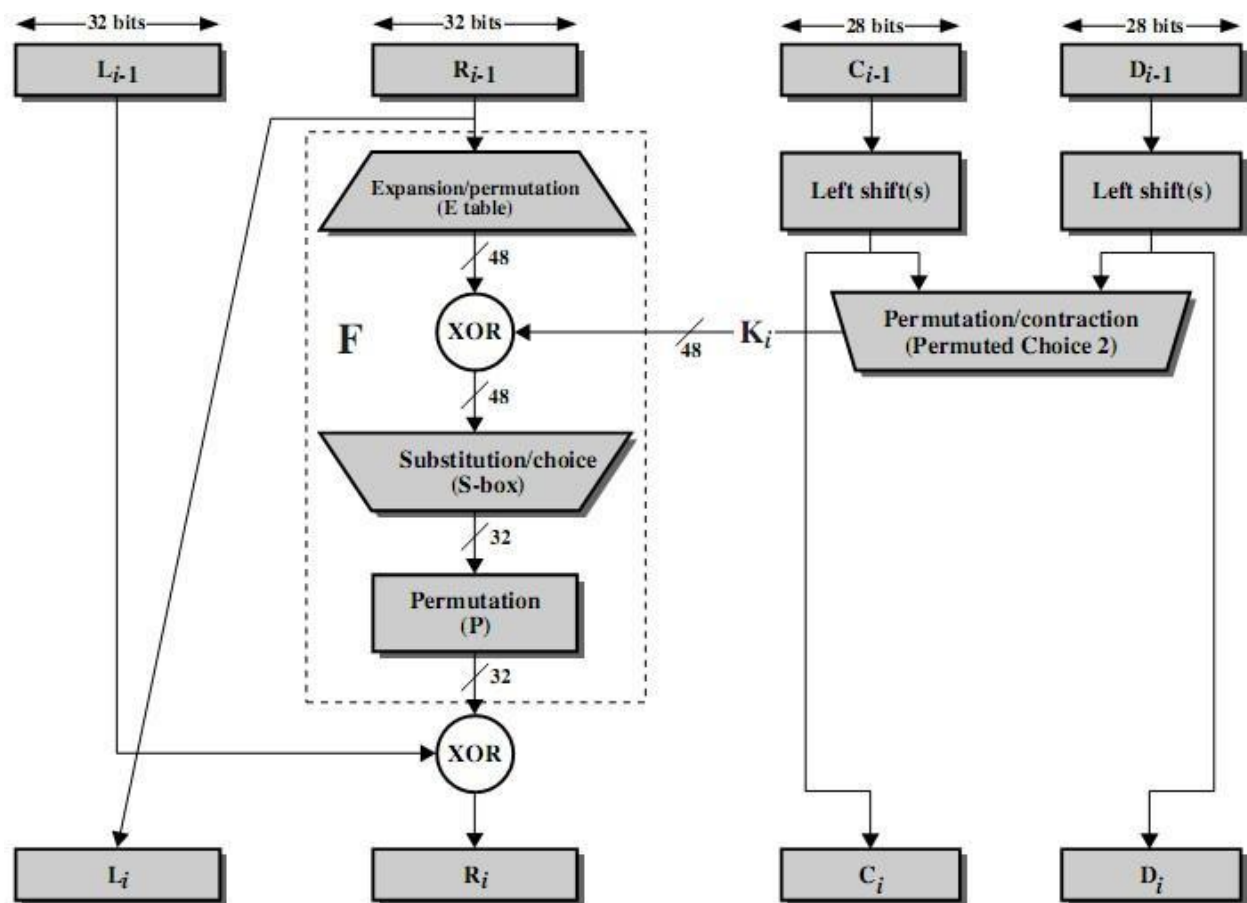 32 bits
32 bits
28 bits
28 bits
Li-1
Ri-1
Ci-1
Di-1
Expansion/permutation
(E table)
Left shift(s)
Left shift(s)
48
F
XOR
48
Ki
Permutation/contraction
(Permuted Choice 2)
48
Substitution/choice
(S-box)
32
Permutation
(P)
32
XOR
Li
Ri
Ci
Di